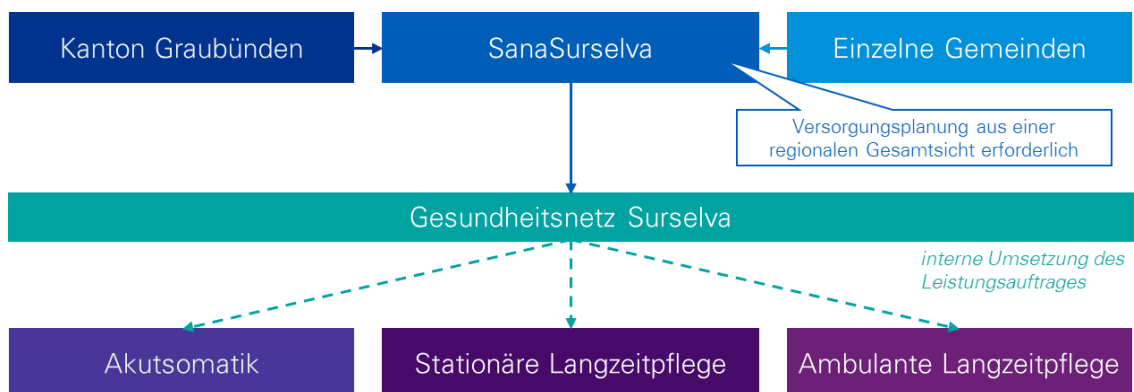 Kanton Graubünden
SanaSurselva
Einzelne Gemeinden
Versorgungsplanung aus einer
regionalen Gesamtsicht erforderlich
Gesundheitsnetz Surselva
interne Umsetzung des
Leistungsauftrages
Akutsomatik
Stationäre Langzeitpflege
Ambulante Langzeitpflege